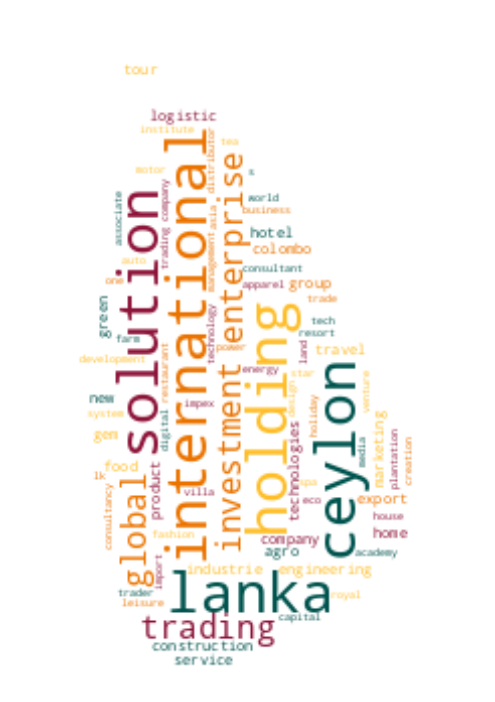 tour
logistic
institute
tea
distributor
international
motor
s
enterprise
solution
company
associate
world
asia
business
trading
hotel
management
colombo
auto
consultant
one
apparel
group
holding
trade
green
technology
tech
resort
farm
power
land
travel
restaurant
development
investment
energy
star
ceylon
venture
new
impex
design
holiday
system
gem
digital
technologies
marketing
media
plantation
creation
food
lk
product
villa
spa
eco
export
global
consultancy
house
fashion
company
home
agro
academy
import
industrie
engineering
trader
lanka
royal
leisure
trading
capital
construction
service